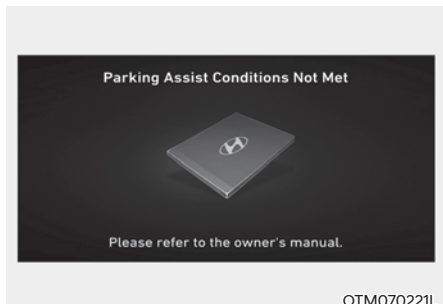 Parking Assist Conditions Not Met
Please refer to the owner's manual.
OTM070221L